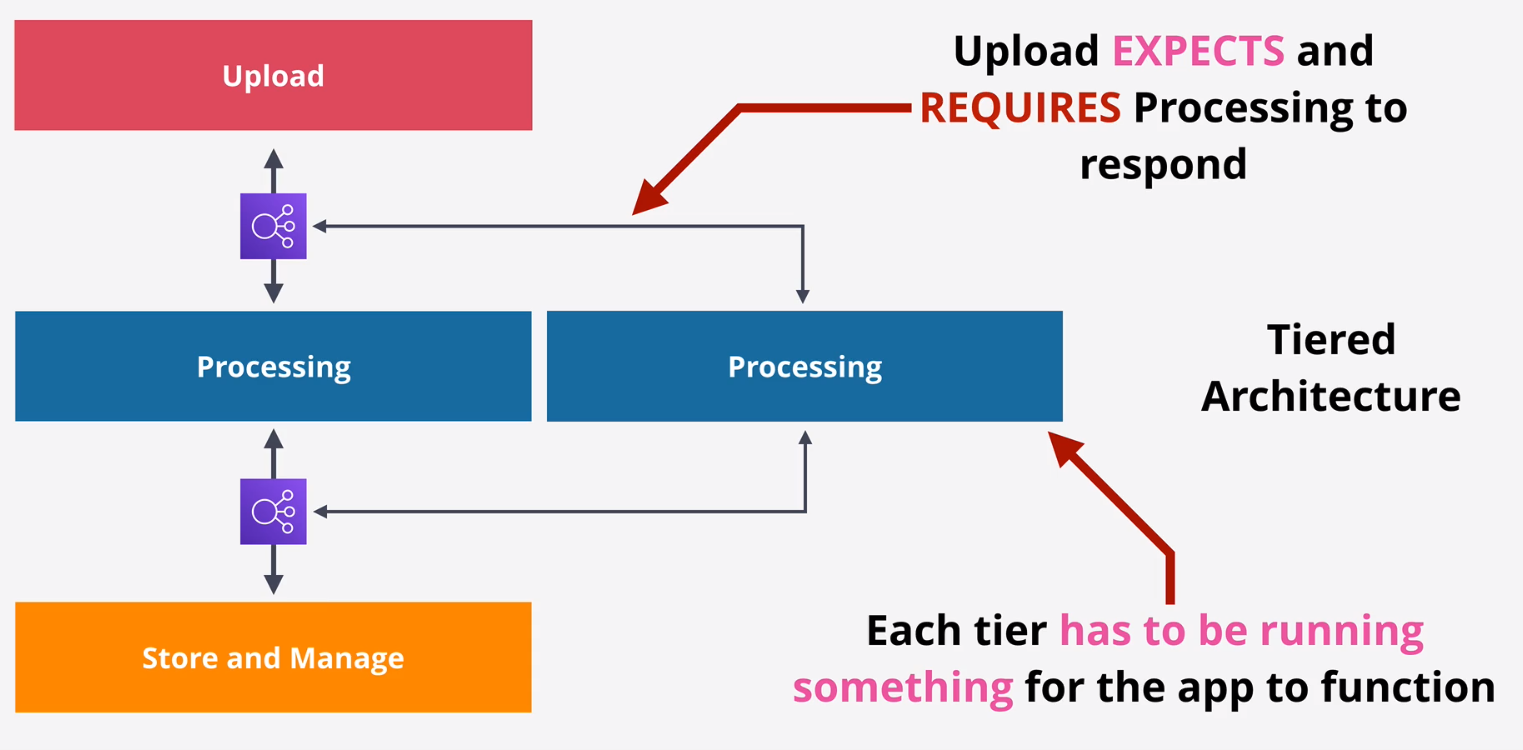 Upload
Upload EXPECTS and
REQUIRES Processing to
respond
Processing
Processing
Tiered
Architecture
Store and Manage
Each tier has to be running
something for the app to function